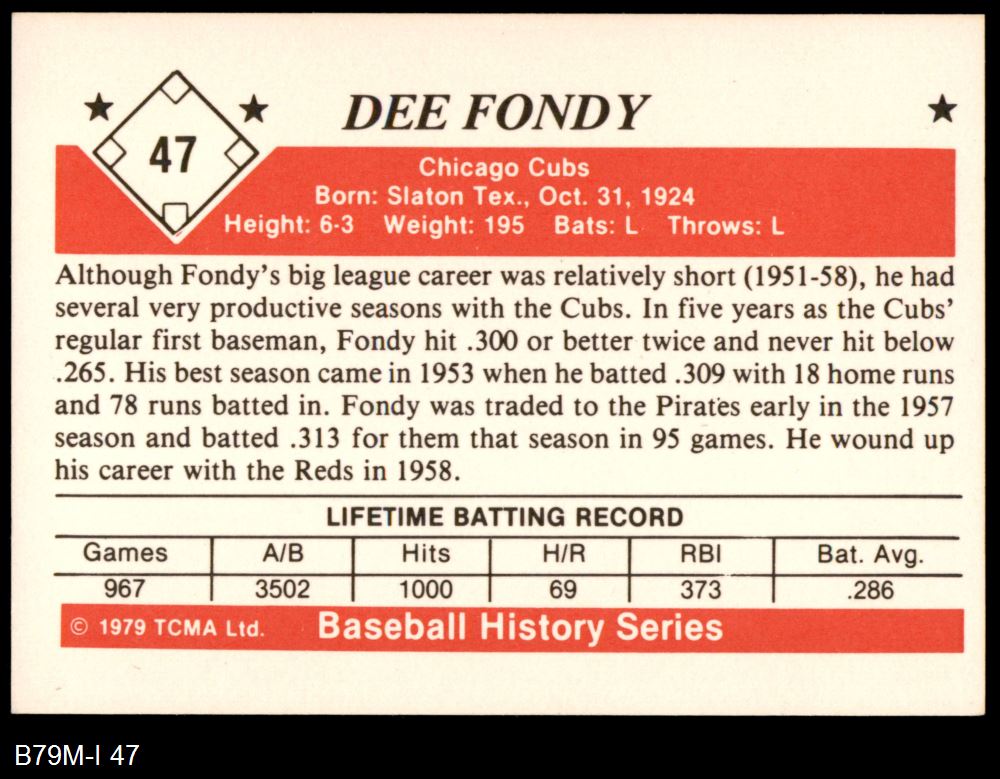 47
DEE FONDY
Chicago Cubs
Born: Slaton Tex., Oct. 31, 1924
Height: 6-3 Weight: 195 Bats: L Throws: L
Although Fondy's big league career was relatively short (1951-58), he had
several very productive seasons with the Cubs. In five years as the Cubs'
regular first baseman, Fondy hit .300 or better twice and never hit below
.265. His best season came in 1953 when he batted .309 with 18 home runs
and 78 runs batted in. Fondy was traded to the Pirates early in the 1957
season and batted .313 for them that season in 95 games. He wound up
his career with the Reds in 1958.
LIFETIME BATTING RECORD
Games A/B Hits H/R RBI Bat. Avg.
967 3502 1000 69 373 .286
© 1979 TCMA Ltd. Baseball History Series
B79M-I 47